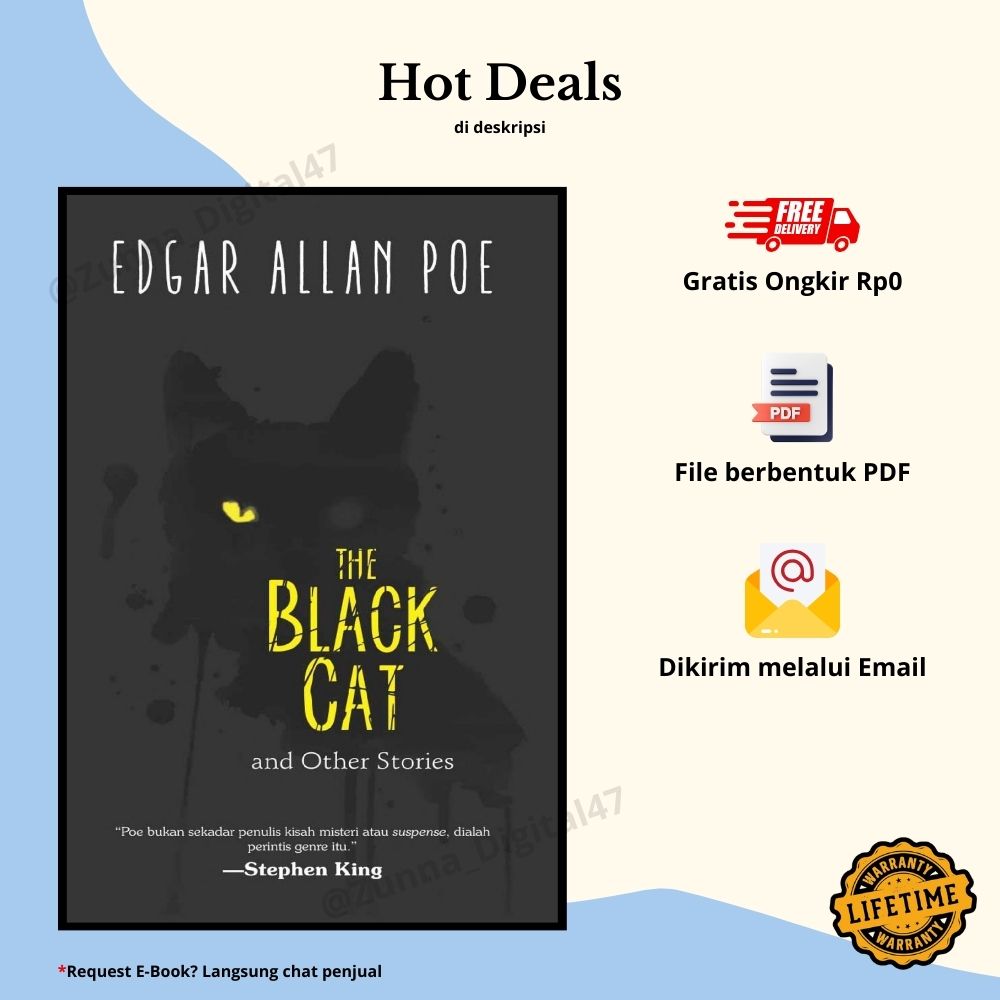 Hot Deals
di deskripsi
@Zunna_Digital47
EDGAR ALLAN POE
THE
BLACK
CAT
and Other Stories
“Poe bukan sekadar penulis kisah misteri atau suspense, dialah
perintis genre itu.”
—Stephen King
@Zunna_Digital47
FREE
DELIVERY
Gratis Ongkir Rp0
PDF
File berbentuk PDF
@
Dikirim melalui Email
WARRANTY
LIFETIME
WARRANTY
*Request E-Book? Langsung chat penjual